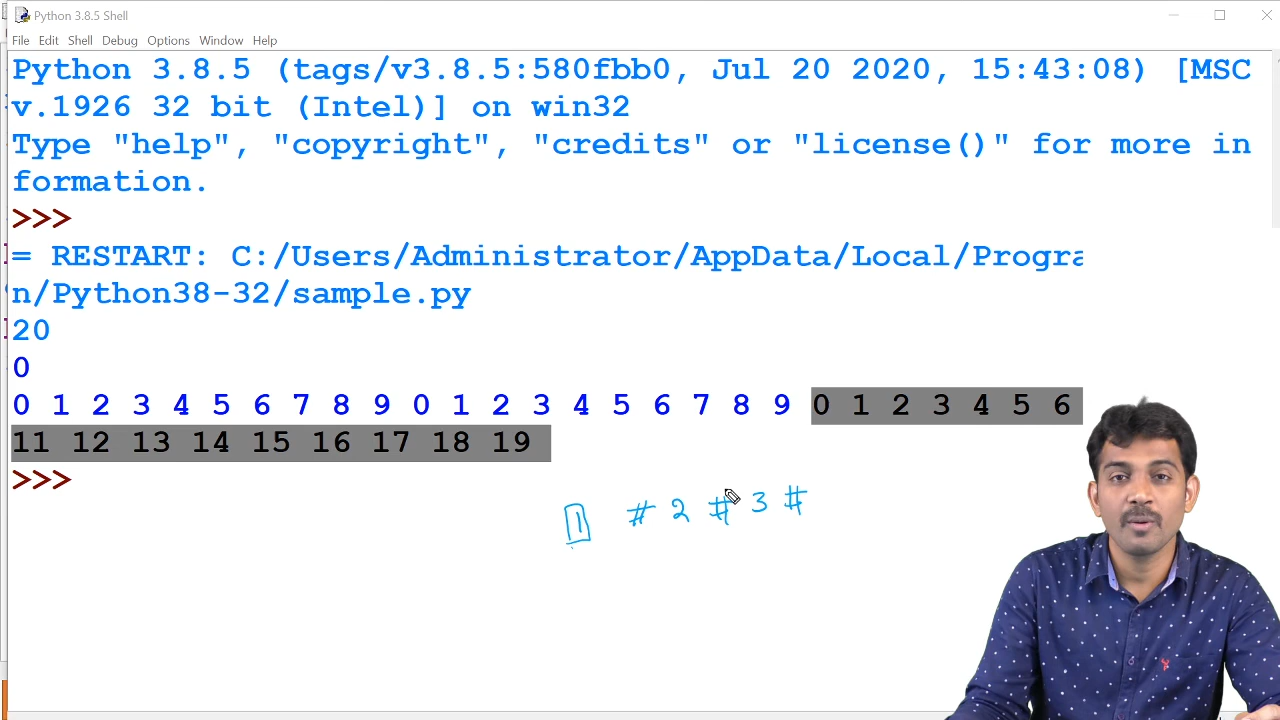 Python 3.8.5 Shell
File Edit Shell Debug Options Window Help
Python 3.8.5 (tags/v3.8.5:580fbb0, Jul 20 2020, 15:43:08) [MSC
v.1926 32 bit (Intel)] on win32
Type "help", "copyright", "credits" or "license()" for more in
formation.
>>>
= RESTART: C:/Users/Administrator/AppData/Local/Progra
n/Python38-32/sample.py
20
0
0 1 2 3 4 5 6 7 8 9 0 1 2 3 4 5 6 7 8 9 0 1 2 3 4 5 6
11 12 13 14 15 16 17 18 19
>>>
1 # 2 # 3 #